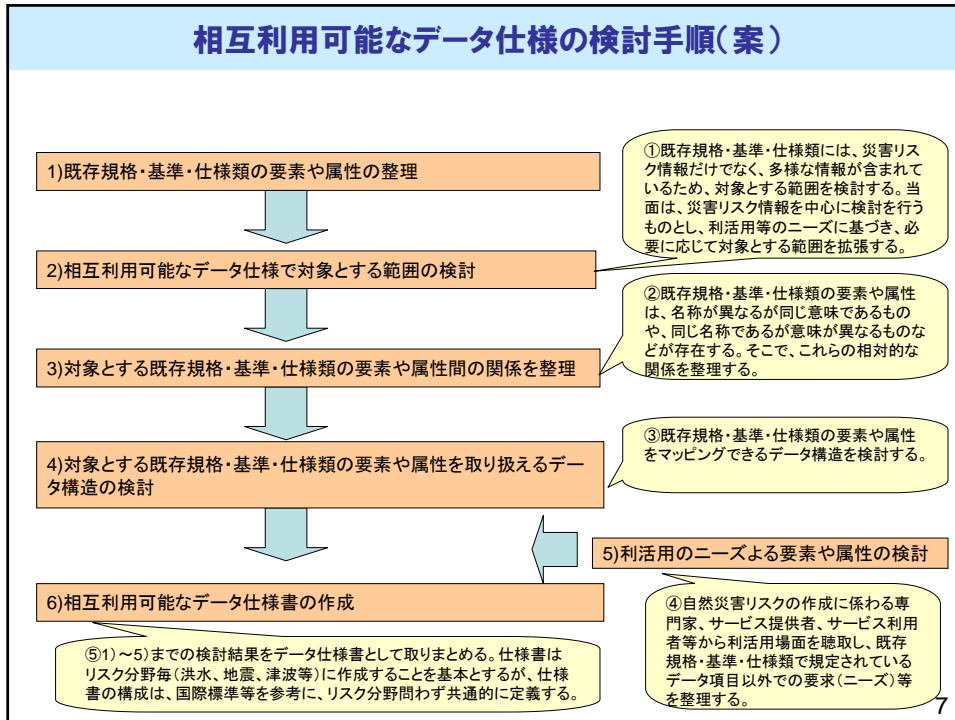 相互利用可能なデータ仕様の検討手順(案)
1)既存規格・基準・仕様類の要素や属性の整理
①既存規格・基準・仕様類には、災害リス
ク情報だけでなく、多様な情報が含まれて
いるため、対象とする範囲を検討する。当
面は、災害リスク情報を中心に検討を行う
ものとし、利活用等のニーズに基づき、必
要に応じて対象とする範囲を拡張する。
2)相互利用可能なデータ仕様で対象とする範囲の検討
②既存規格・基準・仕様類の要素や属性
は、名称が異なるが同じ意味であるもの
や、同じ名称であるが意味が異なるものな
どが存在する。そこで、これらの相対的な
関係を整理する。
3)対象とする既存規格・基準・仕様類の要素や属性間の関係を整理
③既存規格・基準・仕様類の要素や属性
をマッピングできるデータ構造を検討する。
4)対象とする既存規格・基準・仕様類の要素や属性を取り扱えるデー
タ構造の検討
5)利活用のニーズよる要素や属性の検討
6)相互利用可能なデータ仕様書の作成
④自然災害リスクの作成に係わる専
門家、サービス提供者、サービス利用
者等から利活用場面を聴取し、既存
規格・基準・仕様類で規定されている
データ項目以外での要求(ニーズ)等
を整理する。
⑤1)~5)までの検討結果をデータ仕様書として取りまとめる。仕様書は
リスク分野毎(洪水、地震、津波等)に作成することを基本とするが、仕様
書の構成は、国際標準等を参考に、リスク分野問わず共通的に定義する。
7